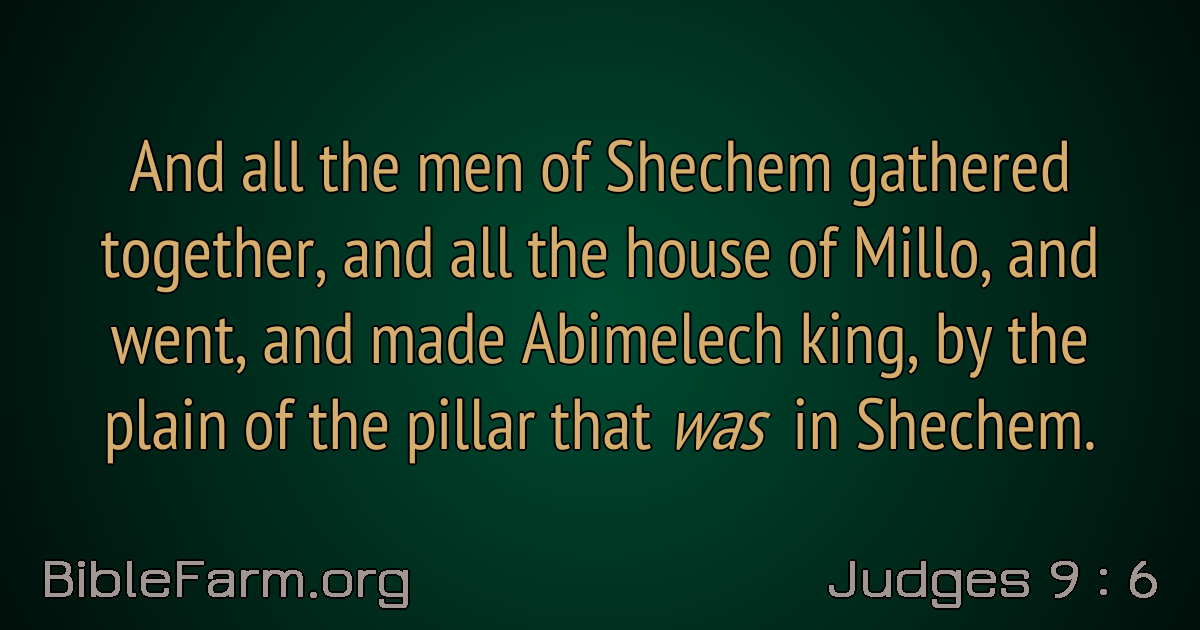 And all the men of Shechem gathered
together, and all the house of Millo, and
went, and made Abimelech king, by the
plain of the pillar that was in Shechem.
BibleFarm.org
Judges 9 : 6